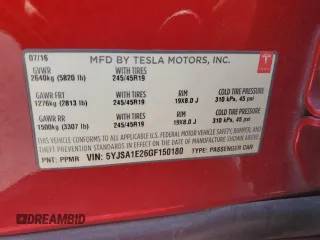 07/16
MFD BY TESLA MOTORS, INC.
GVWR
2640kg (5820 lb)
WITH TIRES
245/45R19
GAWR FRT
1276kg (2813 lb)
WITH TIRES
245/45R19
RIM
19X8.0 J
COLD TIRE PRESSURE
310 kPa, 45 psi
GAWR RR
1500kg (3307 lb)
WITH TIRES
245/45R19
RIM
19X8.0 J
COLD TIRE PRESSURE
310 kPa, 45 psi
THIS VEHICLE CONFORMS TO ALL APPLICABLE FEDERAL MOTOR VEHICLE SAFETY, BUMPER, AND
THEFT PREVENTION STANDARDS IN EFFECT ON THE DATE OF MANUFACTURE SHOWN ABOVE.
PNT: PPMR VIN: 5YJSA1E26GF150180 TYPE: PASSENGER CAR
DREAMBID